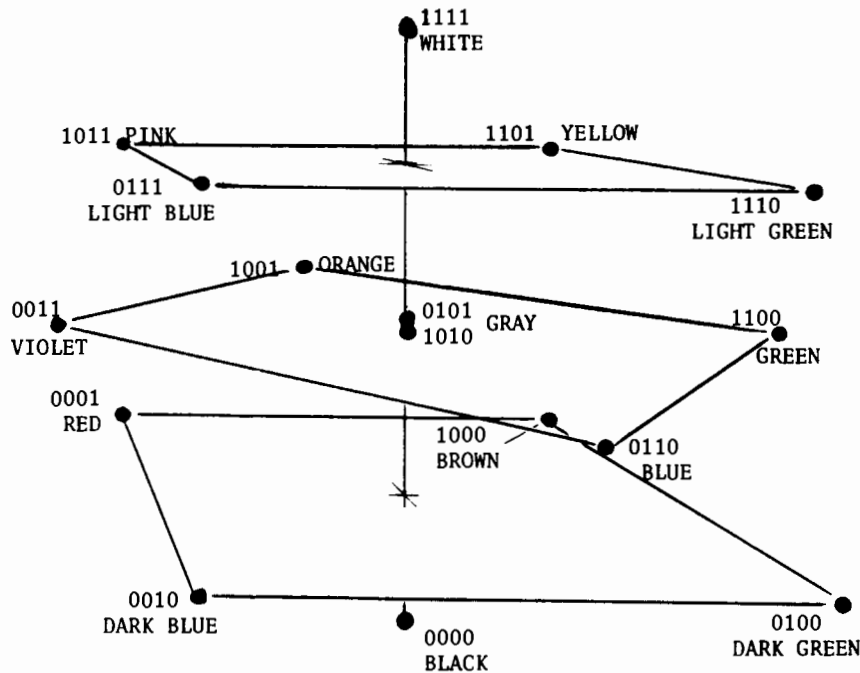 1111
WHITE
1011 PINK
1101 YELLOW
0111
LIGHT BLUE
1110
LIGHT GREEN
1001 ORANGE
0011
VIOLET
0101 GRAY
1010
1100
GREEN
0001
RED
1000
BROWN
0110
BLUE
0010
DARK BLUE
0000
BLACK
0100
DARK GREEN